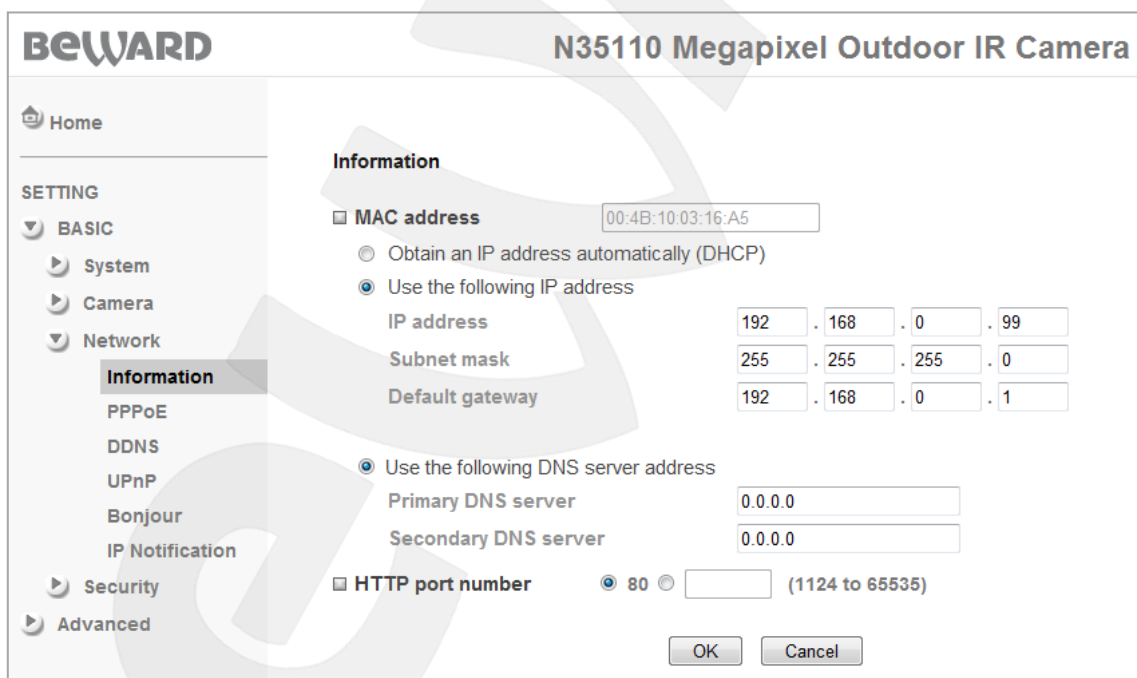 BEWARD
N35110 Megapixel Outdoor IR Camera
Home
SETTING
BASIC
System
Camera
Network
Information
PPPoE
DDNS
UPnP
Bonjour
IP Notification
Security
Advanced
Information
MAC address 00:4B:10:03:16:A5
Obtain an IP address automatically (DHCP)
Use the following IP address
IP address 192 . 168 . 0 . 99
Subnet mask 255 . 255 . 255 . 0
Default gateway 192 . 168 . 0 . 1
Use the following DNS server address
Primary DNS server 0.0.0.0
Secondary DNS server 0.0.0.0
HTTP port number 80 (1124 to 65535)
OK Cancel